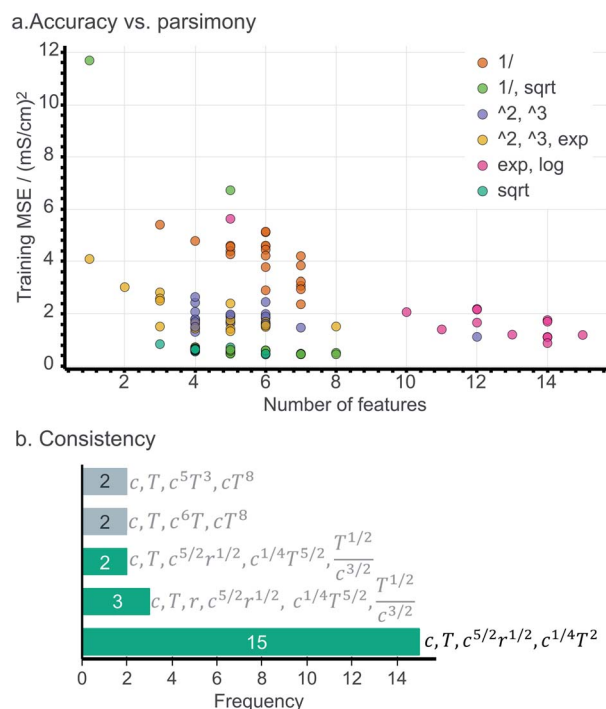 a.Accuracy vs. parsimony
12
10
8
6
4
2
0
Training MSE / (mS/cm)²
1/
1/, sqrt
^2, ^3
^2, ^3, exp
exp, log
sqrt
2 4 6 8 10 12 14
Number of features
b. Consistency
2 c, T, c⁵T³, cT⁸
2 c, T, c⁶T, cT⁸
2 c, T, c^{5/2}r^{1/2}, c^{1/4}T^{5/2}, T^{1/2}/c^{3/2}
3 c, T, r, c^{5/2}r^{1/2}, c^{1/4}T^{5/2}, T^{1/2}/c^{3/2}
15 c, T, c^{5/2}r^{1/2}, c^{1/4}T²
0 2 4 6 8 10 12 14
Frequency